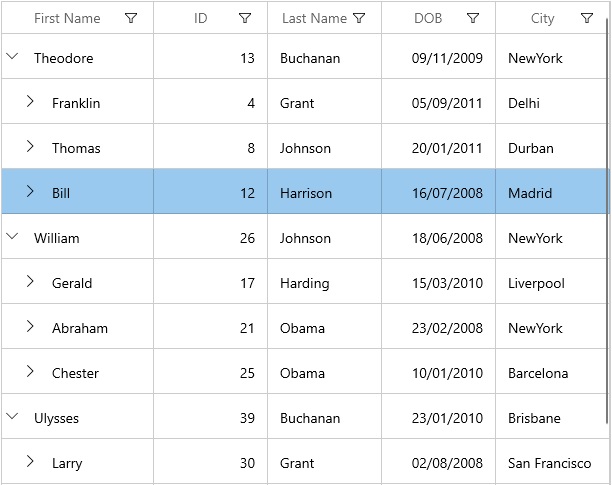 First Name ID Last Name DOB City
Theodore 13 Buchanan 09/11/2009 NewYork
Franklin 4 Grant 05/09/2011 Delhi
Thomas 8 Johnson 20/01/2011 Durban
Bill 12 Harrison 16/07/2008 Madrid
William 26 Johnson 18/06/2008 NewYork
Gerald 17 Harding 15/03/2010 Liverpool
Abraham 21 Obama 23/02/2008 NewYork
Chester 25 Obama 10/01/2010 Barcelona
Ulysses 39 Buchanan 23/01/2010 Brisbane
Larry 30 Grant 02/08/2008 San Francisco